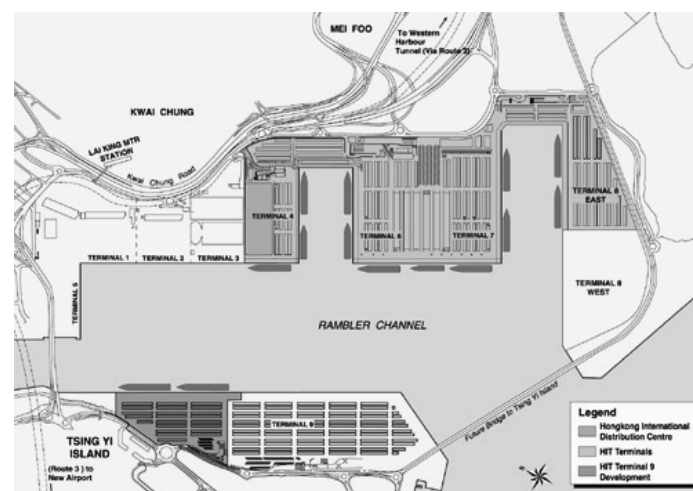 MEI FOO
To Western
Harbour
Tunnel (Via Route 3)
KWAI CHUNG
LAI KING MTR
STATION
Kwai Chung Road
TERMINAL 4
TERMINAL 6
TERMINAL 7
TERMINAL 8
EAST
TERMINAL 1
TERMINAL 2
TERMINAL 3
TERMINAL 5
TERMINAL 8
WEST
RAMBLER CHANNEL
Future Bridge to Tsing Yi Island
TERMINAL 9
TSING YI
ISLAND
(Route 3) to
New Airport
Legend
Hongkong International
Distribution Centre
HIT Terminals
HIT Terminal 9
Development